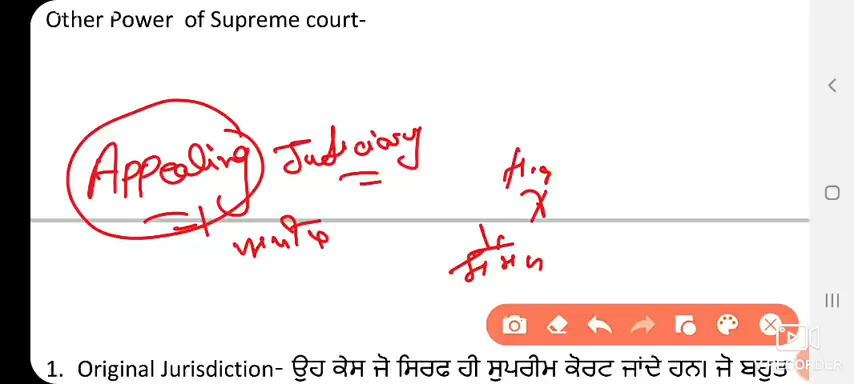 Other Power of Supreme court-
Appealing Judiciary
1. Original Jurisdiction- ਉਹ ਕੇਸ ਜੋ ਸਿਰਫ ਹੀ ਸੁਪਰੀਮ ਕੋਰਟ ਜਾਂਦੇ ਹਨ। ਜੋ ਬਹੁਤ